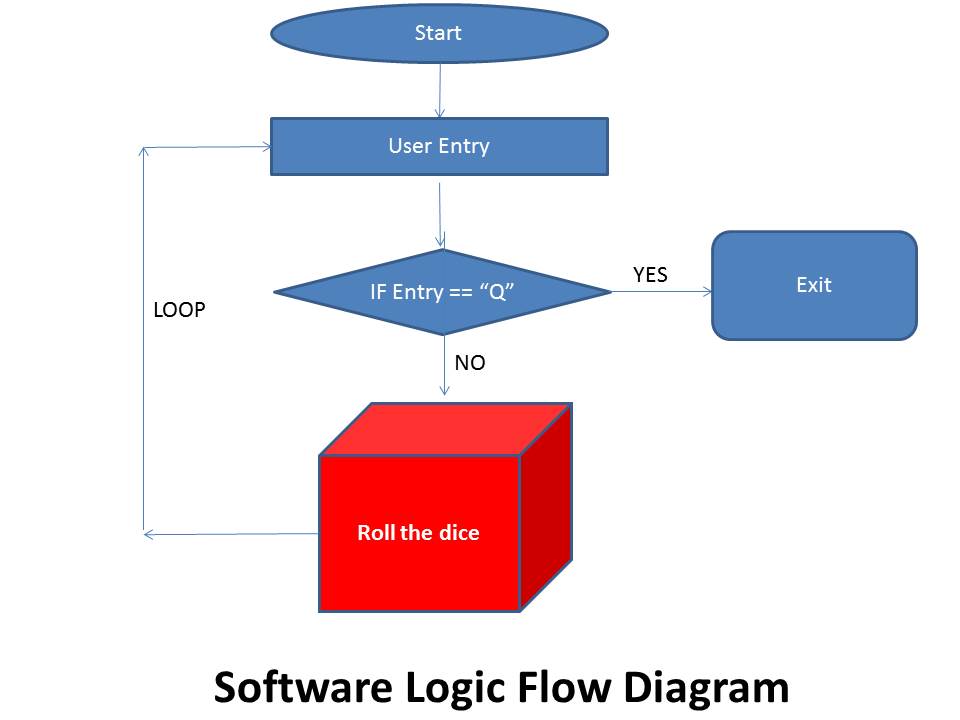 Start
User Entry
IF Entry == “Q”
YES
Exit
LOOP
NO
Roll the dice
Software Logic Flow Diagram